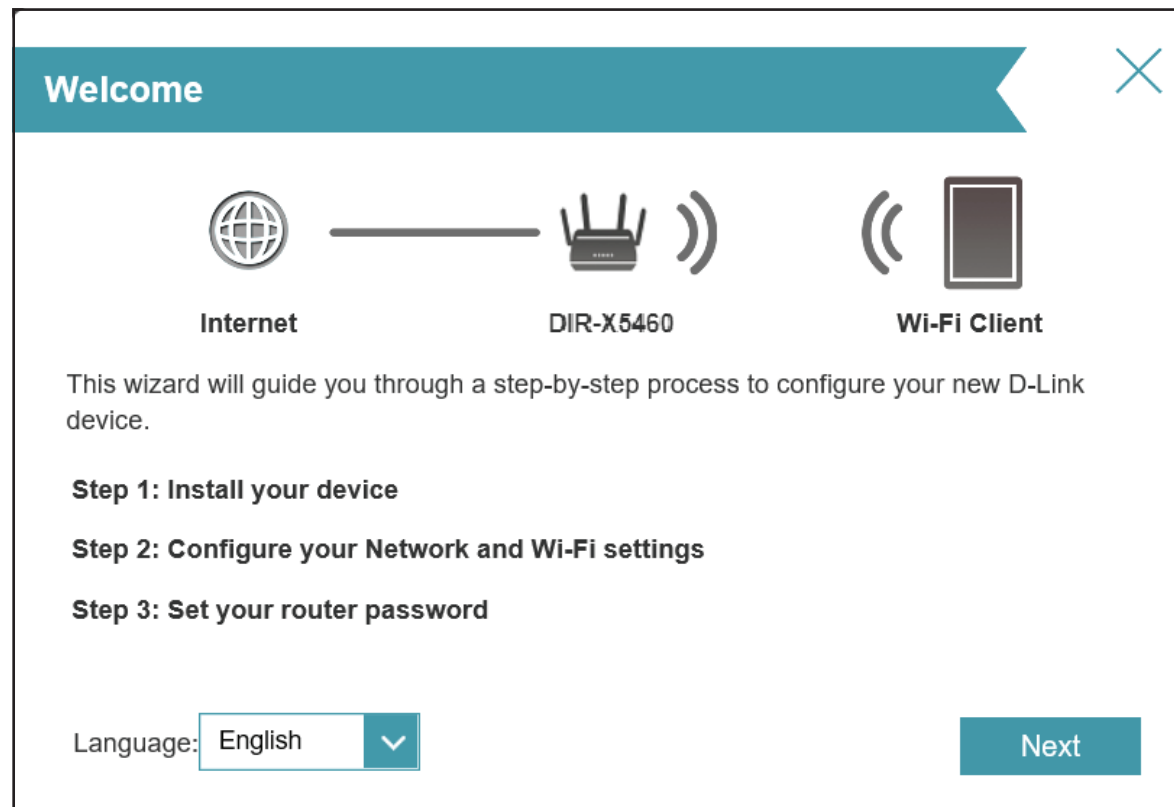 Welcome
Internet
DIR-X5460
Wi-Fi Client
This wizard will guide you through a step-by-step process to configure your new D-Link
device.
Step 1: Install your device
Step 2: Configure your Network and Wi-Fi settings
Step 3: Set your router password
Language: English
Next